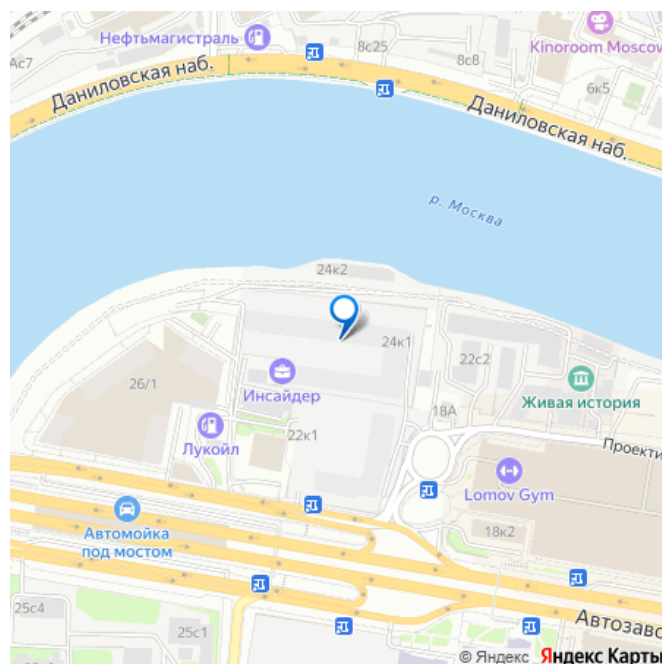 Нефтьмагистраль
8с25
Kinoroom Moscow
Ас7
8с8
6к5
Даниловская наб.
Даниловская наб.
р. Москва
24к2
24к1
22с2
26/1
Инсайдер
Живая история
18А
22к1
Лукойл
Проекти
Lomov Gym
Автомойка
под мостом
18к2
25с4
25с1
Автозаво
© Яндекс Яндекс Карты